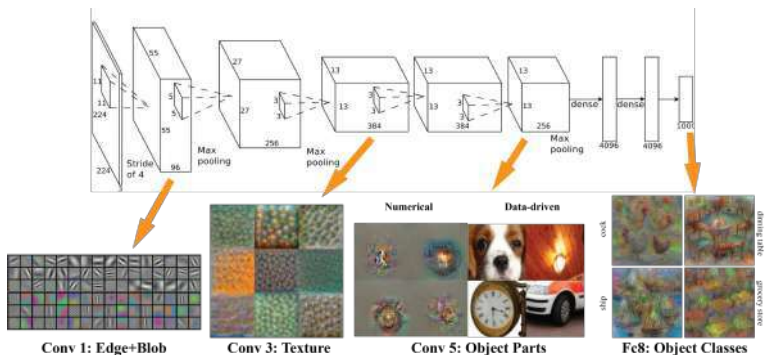 55
27
13
13
13
11
5
3
3
3
11
5
27
3
13
3
13
3
13
dense
dense
224
55
384
384
256
1000
Max
256
Max
4096
4096
Stride
96
pooling
pooling
224
of 4
Max
pooling
Numerical
Data-driven
cock
dining table
ship
grocery store
Conv 1: Edge+Blob
Conv 3: Texture
Conv 5: Object Parts
Fc8: Object Classes